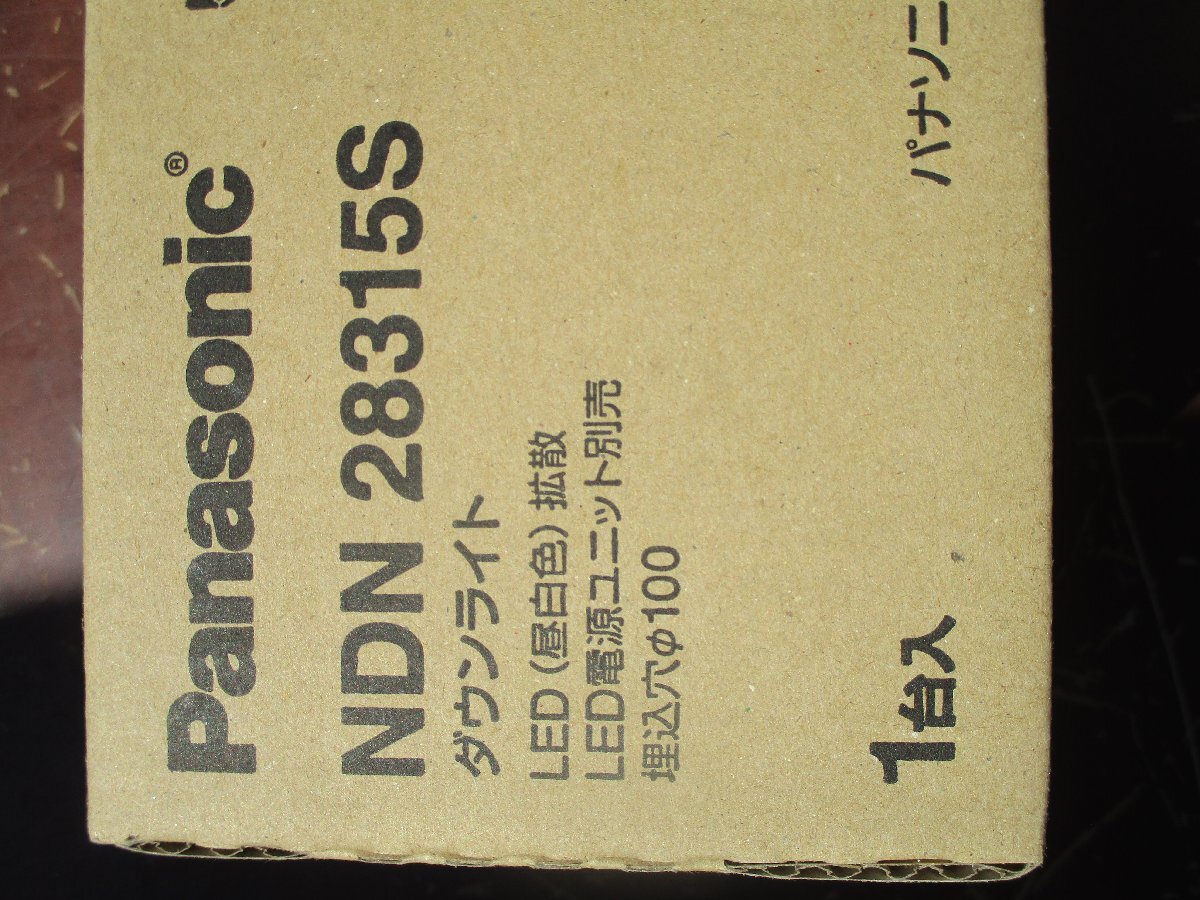 Panasonic®
NDN 28315S
ダウンライト
LED（昼白色）拡散
LED電源ユニット別売
埋込穴φ100
1台入
パナソニ